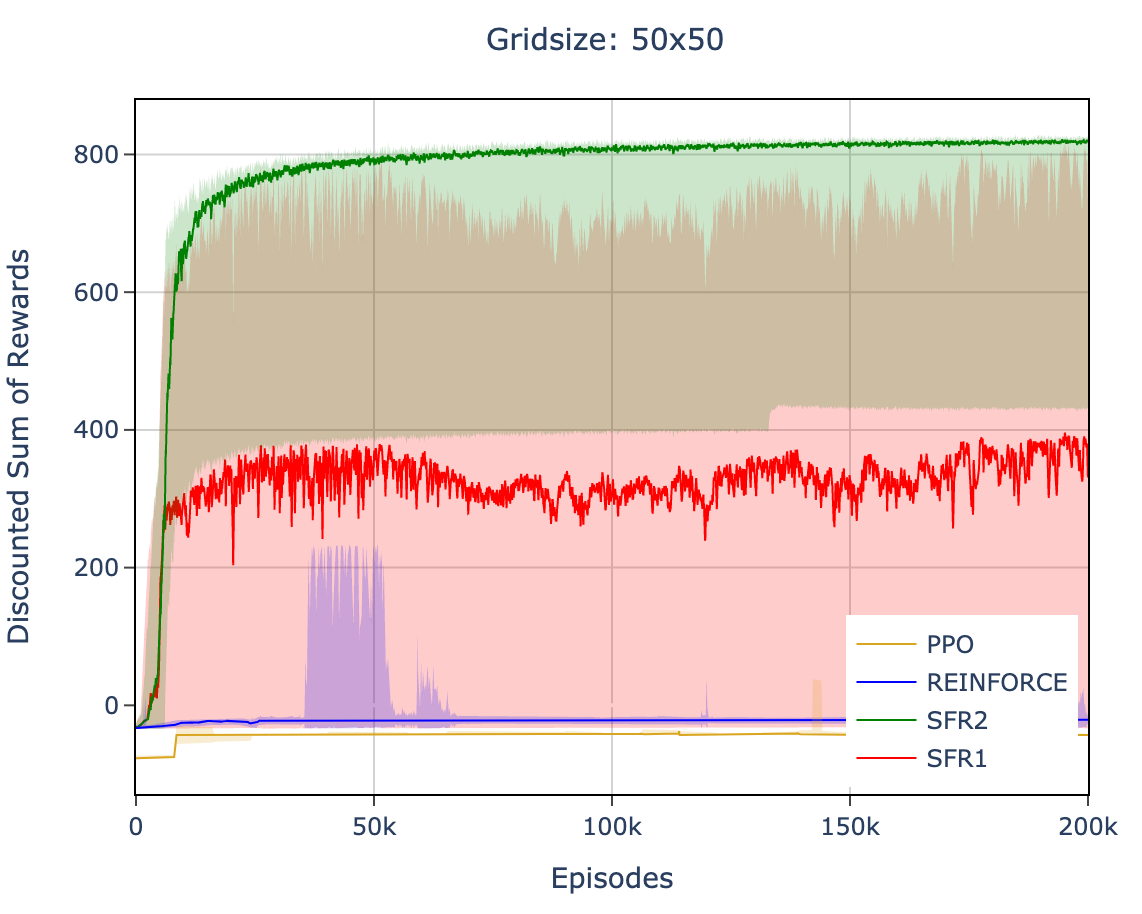 Gridsize: 50x50
Discounted Sum of Rewards
800
600
400
200
0
PPO
REINFORCE
SFR2
SFR1
0
50k
100k
150k
200k
Episodes